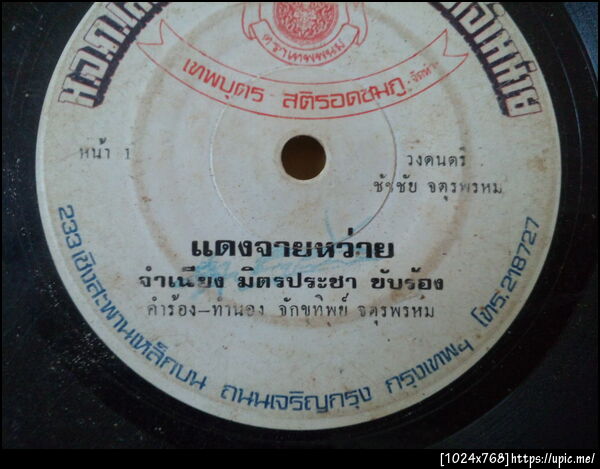 ตราเทพพนม
เทพบุตร สติรอดชมภู จัดทำ
หน้า 1
วงดนตรี
ชัชชัย จตุรพรหม
แดงจายหว่าย
จำเนียง มิตรประชา ขับร้อง
คำร้อง-ทำนอง จักขุทิพย์ จตุรพรหม
233 เชิงสะพานเหล็กบน ถนนเจริญกรุง กรุงเทพฯ โทร. 218727
[1024x768]https://upic.me/